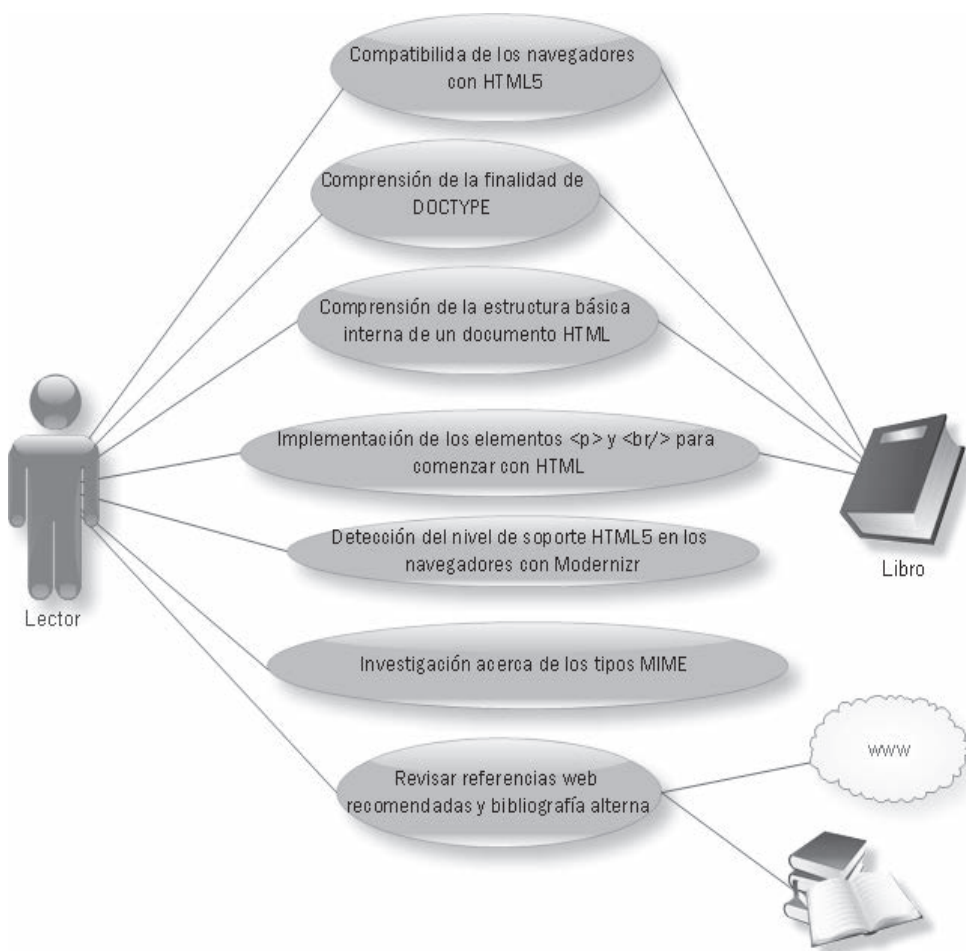 Compatibilida de los navegadores
con HTML5
Comprensión de la finalidad de
DOCTYPE
Comprensión de la estructura básica
interna de un documento HTML
Implementación de los elementos <p> y <br/> para
comenzar con HTML
Detección del nivel de soporte HTML5 en los
navegadores con Modernizr
Libro
Lector
Investigación acerca de los tipos MIME
www
Revisar referencias web
recomendadas y bibliografía alterna